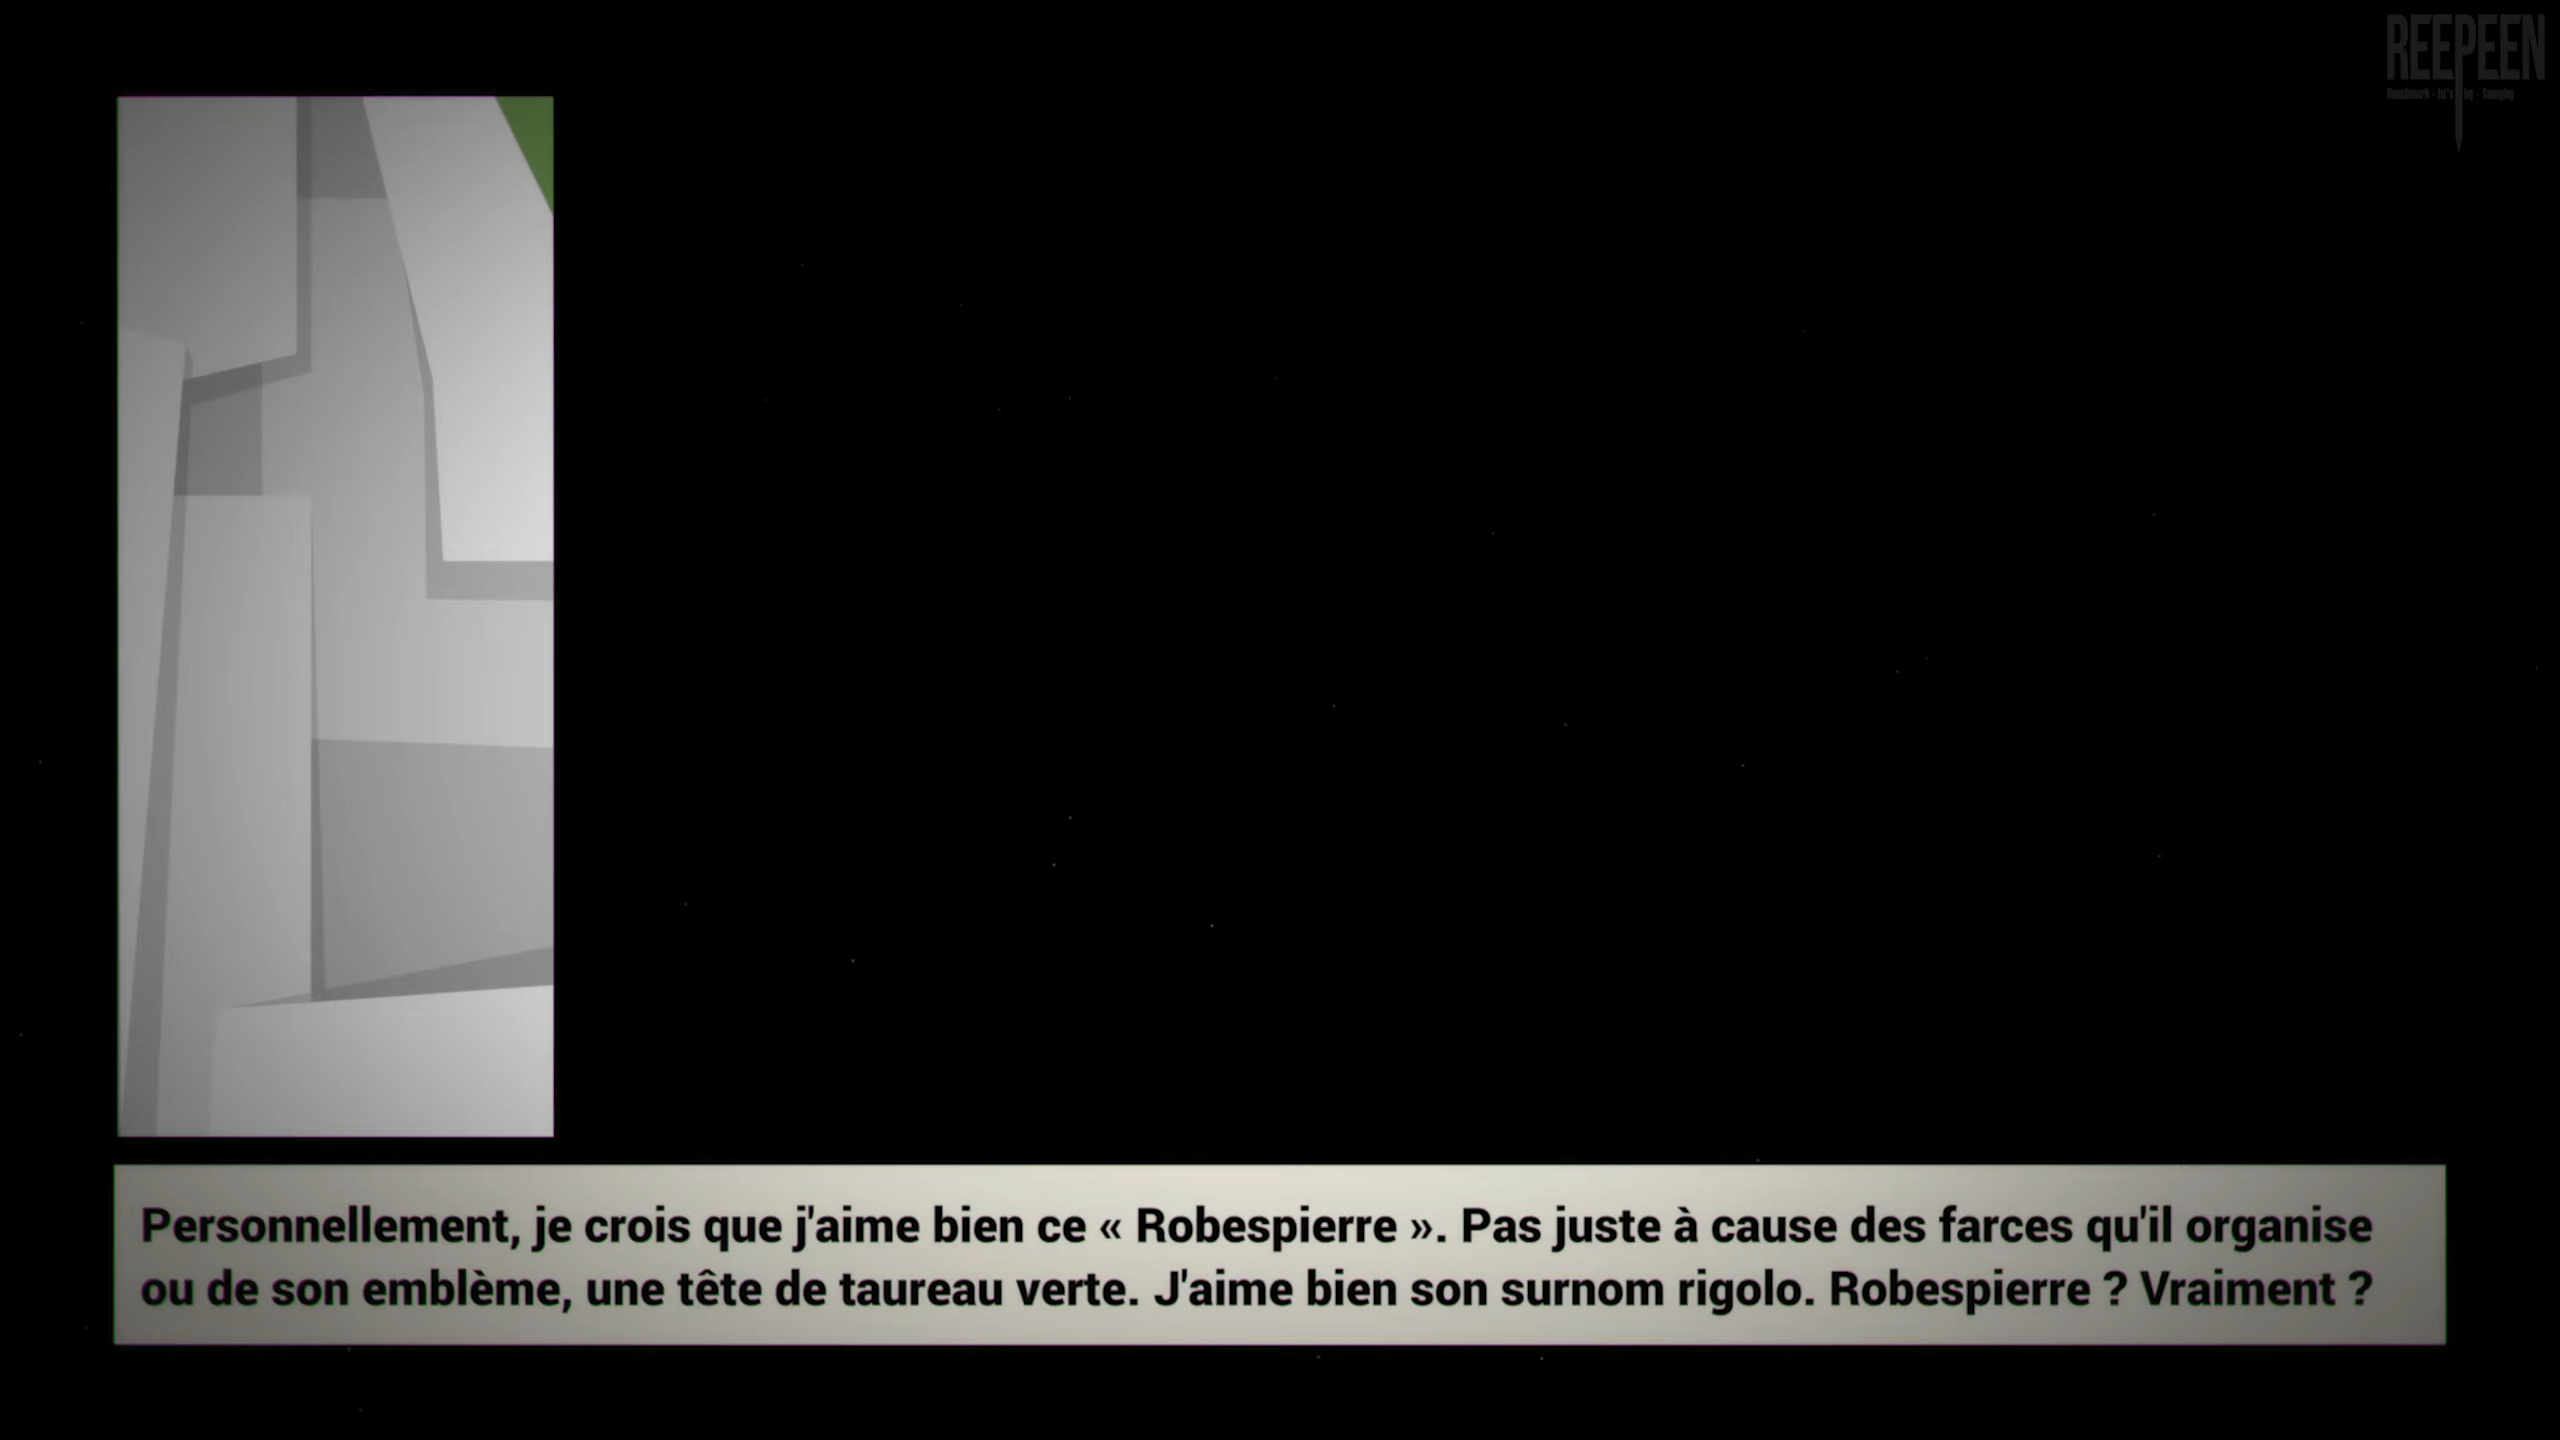 REEPEEN
Personnellement, je crois que j'aime bien ce « Robespierre ». Pas juste à cause des farces qu'il organise
ou de son emblème, une tête de taureau verte. J'aime bien son surnom rigolo. Robespierre ? Vraiment ?